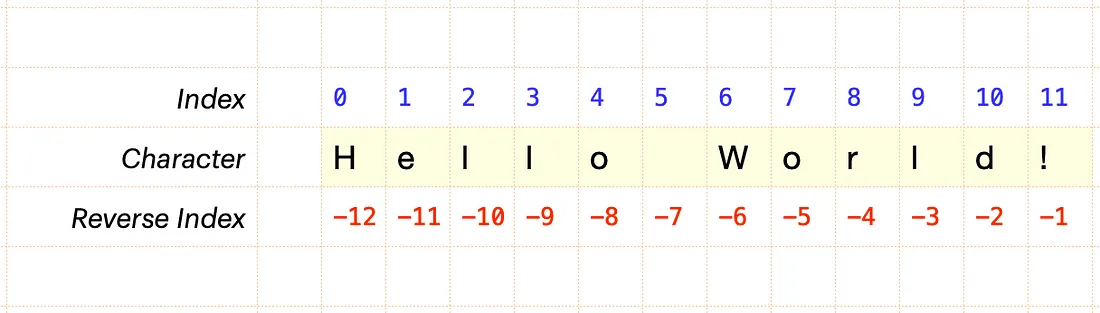 Index 0 1 2 3 4 5 6 7 8 9 10 11
Character H e l l o W o r l d !
Reverse Index -12 -11 -10 -9 -8 -7 -6 -5 -4 -3 -2 -1